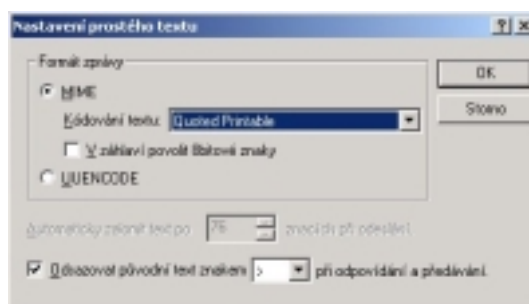 Nastavení prostého textu
Formát zprávy
MIME
Kódování textu: Quoted Printable
V záhlaví povolit 8bitové znaky
UUENCODE
Automaticky zalomit text po 76 znacích při odeslání.
Odsazovat původní text znakem > při odpovídání a předávání.
OK
Storno